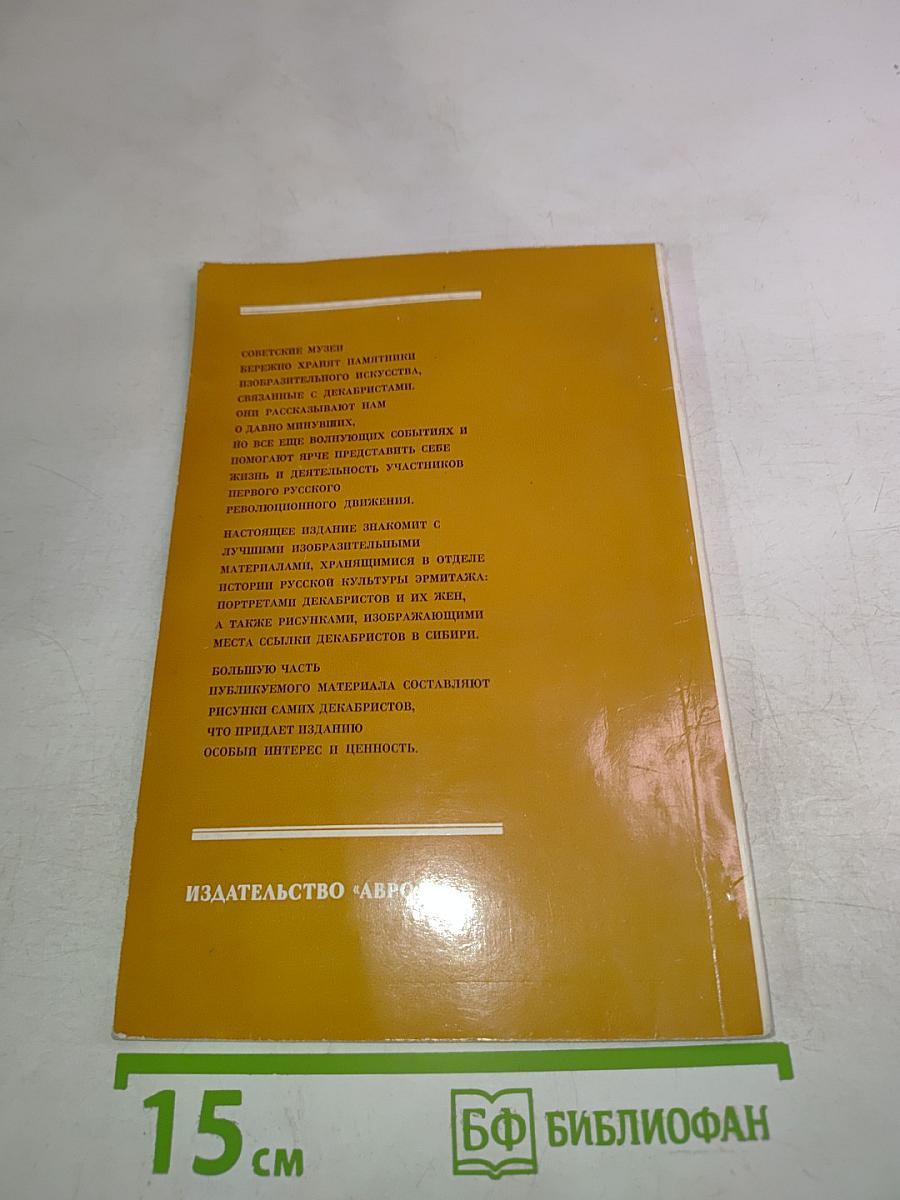 СОВЕТСКИЕ МУЗЕИ
БЕРЕЖНО ХРАНЯТ ПАМЯТНИКИ
ИЗОБРАЗИТЕЛЬНОГО ИСКУССТВА,
СВЯЗАННЫЕ С ДЕКАБРИСТАМИ.
ОНИ РАССКАЗЫВАЮТ НАМ
О ДАВНО МИНУВШИХ,
НО ВСЕ ЕЩЕ ВОЛНУЮЩИХ СОБЫТИЯХ И
ПОМОГАЮТ ЯРЧЕ ПРЕДСТАВИТЬ СЕБЕ
ЖИЗНЬ И ДЕЯТЕЛЬНОСТЬ УЧАСТНИКОВ
ПЕРВОГО РУССКОГО
РЕВОЛЮЦИОННОГО ДВИЖЕНИЯ.
НАСТОЯЩЕЕ ИЗДАНИЕ ЗНАКОМИТ С
ЛУЧШИМИ ИЗОБРАЗИТЕЛЬНЫМИ
МАТЕРИАЛАМИ, ХРАНЯЩИМИСЯ В ОТДЕЛЕ
ИСТОРИИ РУССКОЙ КУЛЬТУРЫ ЭРМИТАЖА:
ПОРТРЕТАМИ ДЕКАБРИСТОВ И ИХ ЖЕН,
А ТАКЖЕ РИСУНКАМИ, ИЗОБРАЖАЮЩИМИ
МЕСТА ССЫЛКИ ДЕКАБРИСТОВ В СИБИРИ.
БОЛЬШУЮ ЧАСТЬ
ПУБЛИКУЕМОГО МАТЕРИАЛА СОСТАВЛЯЮТ
РИСУНКИ САМИХ ДЕКАБРИСТОВ,
ЧТО ПРИДАЕТ ИЗДАНИЮ
ОСОБЫЙ ИНТЕРЕС И ЦЕННОСТЬ.
ИЗДАТЕЛЬСТВО
15 см
БФ БИБЛИОФАН